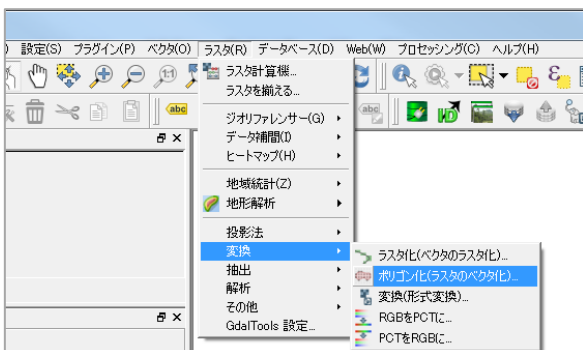 ) 設定(S) プラグイン(P) ベクタ(O) ラスタ(R) データベース(D) Web(W) プロセッシング(C) ヘルプ(H)
ラスタ計算機...
ラスタを揃える...
ジオリファレンサー(G)
データ補間(I)
ヒートマップ(H)
地域統計(Z)
地形解析
投影法
変換
抽出
解析
その他
GdalTools 設定...
ラスタ化(ベクタのラスタ化)...
ポリゴン化(ラスタのベクタ化)...
変換(形式変換)...
RGBをPCTに...
PCTをRGBに...
abc
abc